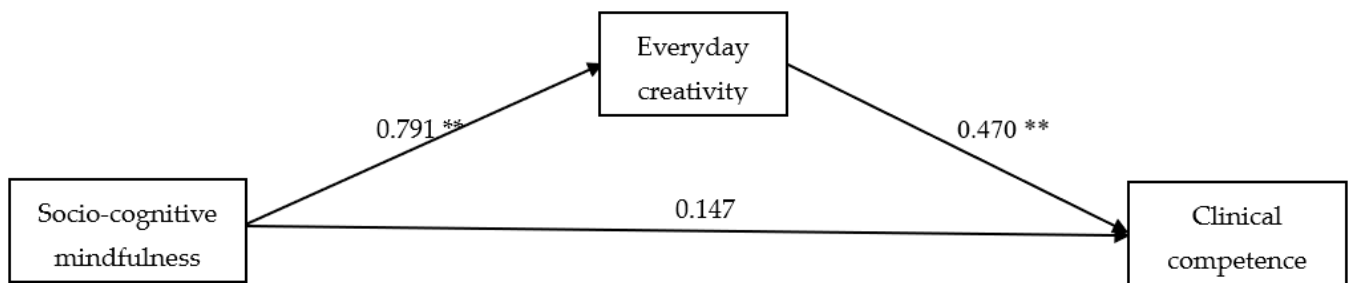 Everyday
creativity
0.791 **
0.470 **
Socio-cognitive
mindfulness
0.147
Clinical
competence